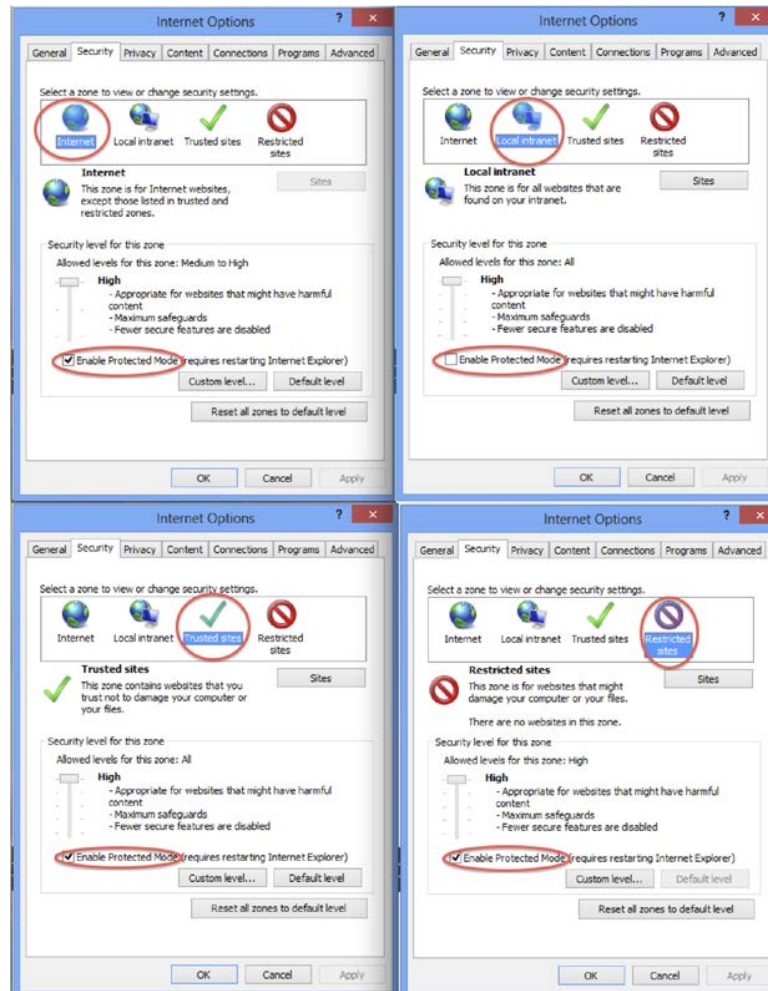 Internet Options
? ×
General Security Privacy Content Connections Programs Advanced
Select a zone to view or change security settings.
Internet Local intranet Trusted sites Restricted sites
Internet
This zone is for Internet websites,
except those listed in trusted and
restricted zones.
Sites
Security level for this zone
Allowed levels for this zone: Medium to High
High
- Appropriate for websites that might have harmful
content
- Maximum safeguards
- Fewer secure features are disabled
Enable Protected Mode (requires restarting Internet Explorer)
Custom level... Default level
Reset all zones to default level
OK Cancel Apply
Internet Options
? ×
General Security Privacy Content Connections Programs Advanced
Select a zone to view or change security settings.
Internet Local intranet Trusted sites Restricted sites
Local intranet
This zone is for all websites that are
found on your intranet.
Sites
Security level for this zone
Allowed levels for this zone: All
High
- Appropriate for websites that might have harmful
content
- Maximum safeguards
- Fewer secure features are disabled
Enable Protected Mode (requires restarting Internet Explorer)
Custom level... Default level
Reset all zones to default level
OK Cancel Apply
Internet Options
? ×
General Security Privacy Content Connections Programs Advanced
Select a zone to view or change security settings.
Internet Local intranet Trusted sites Restricted sites
Trusted sites
This zone contains websites that you
trust not to damage your computer or
your files.
Sites
Security level for this zone
Allowed levels for this zone: All
High
- Appropriate for websites that might have harmful
content
- Maximum safeguards
- Fewer secure features are disabled
Enable Protected Mode (requires restarting Internet Explorer)
Custom level... Default level
Reset all zones to default level
OK Cancel Apply
Internet Options
? ×
General Security Privacy Content Connections Programs Advanced
Select a zone to view or change security settings.
Internet Local intranet Trusted sites Restricted sites
Restricted sites
This zone is for websites that might
damage your computer or your files.
There are no websites in this zone.
Sites
Security level for this zone
Allowed levels for this zone: High
High
- Appropriate for websites that might have harmful
content
- Maximum safeguards
- Fewer secure features are disabled
Enable Protected Mode (requires restarting Internet Explorer)
Custom level... Default level
Reset all zones to default level
OK Cancel Apply